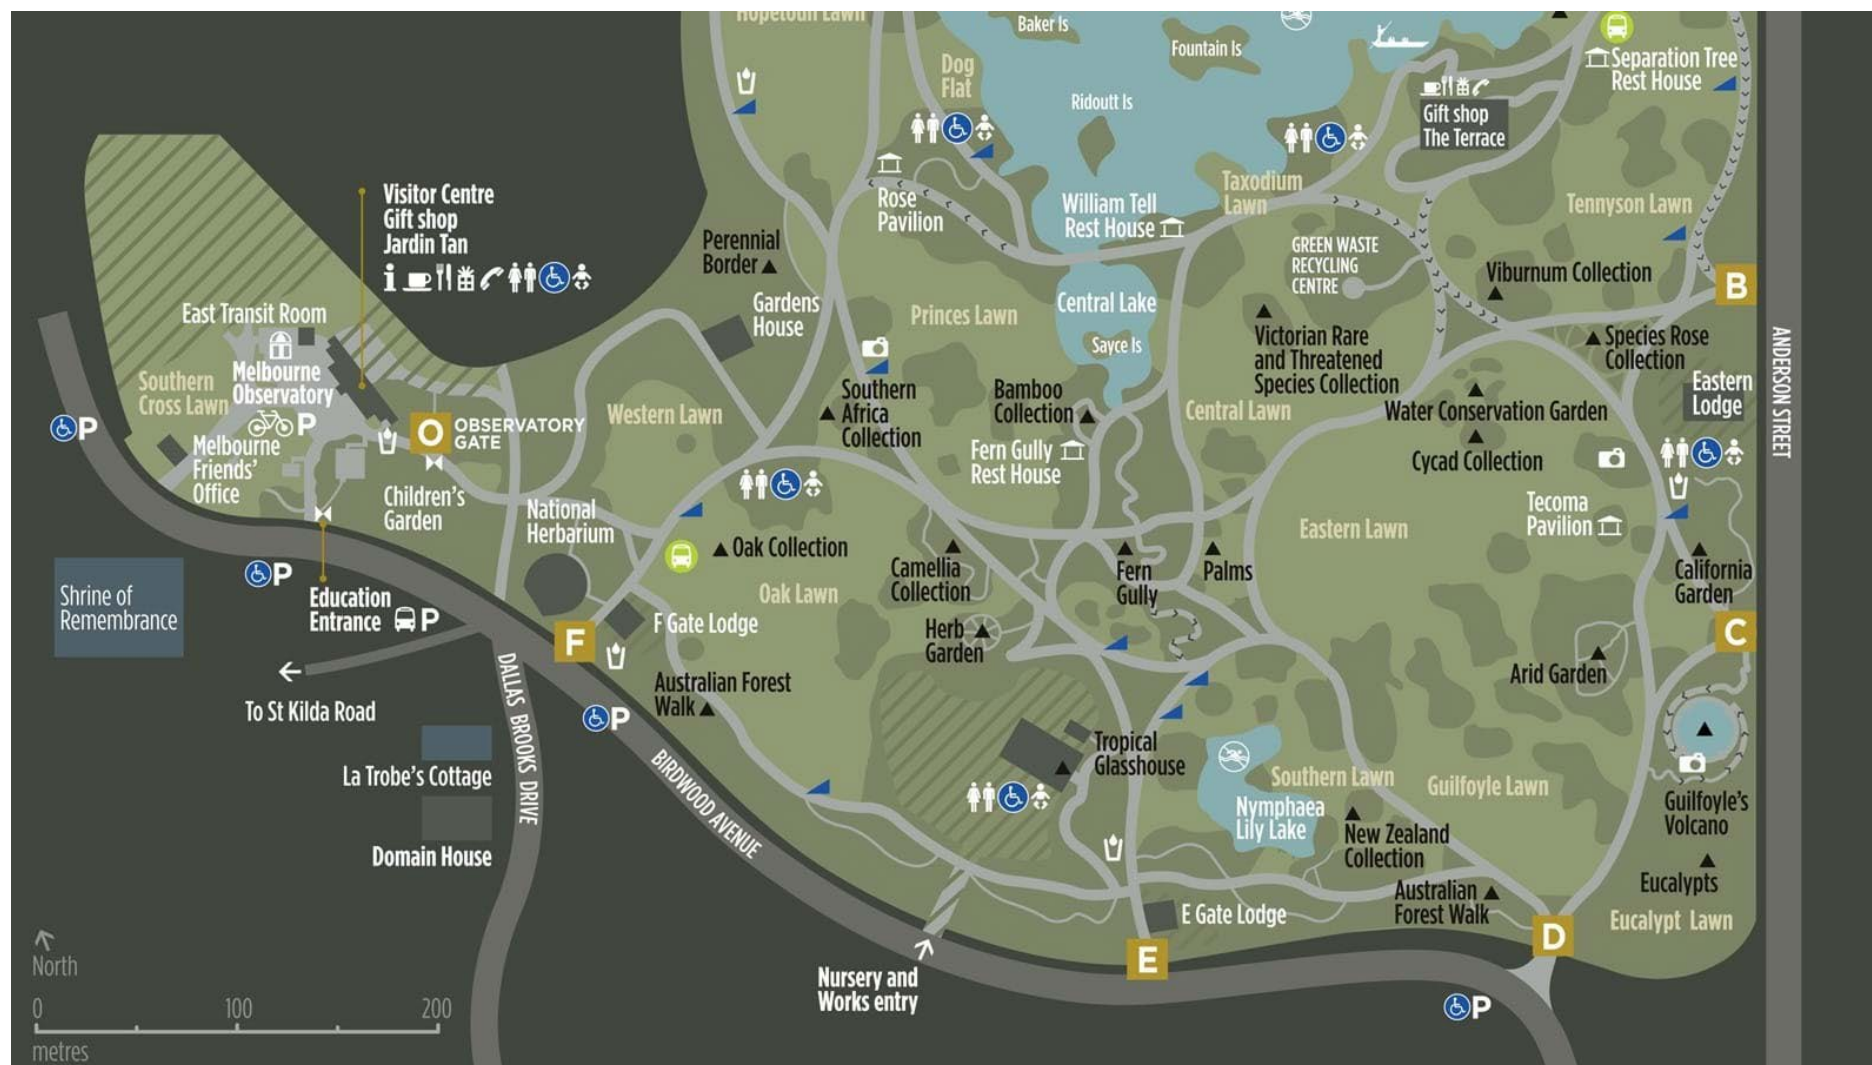 Hopetoun Lawn
Baker Is
Fountain Is
Dog
Flat
Ridoutt Is
Separation Tree
Rest House
Gift shop
The Terrace
Visitor Centre
Gift shop
Jardin Tan
Rose
Pavilion
William Tell
Rest House
Taxodium
Lawn
Tennyson Lawn
Perennial
Border
GREEN WASTE
RECYCLING
CENTRE
Viburnum Collection
B
East Transit Room
Gardens
House
Princes Lawn
Central Lake
Sayce Is
Victorian Rare
and Threatened
Species Collection
Species Rose
Collection
ANDERSON STREET
Southern
Cross Lawn
Melbourne
Observatory
P
P
Melbourne
Friends'
Office
O
OBSERVATORY
GATE
Western Lawn
Southern
Africa
Collection
Bamboo
Collection
Central Lawn
Water Conservation Garden
Eastern
Lodge
Fern Gully
Rest House
Cycad Collection
Children's
Garden
National
Herbarium
Tecoma
Pavilion
Eastern Lawn
Oak Collection
Camellia
Collection
Fern
Gully
Palms
California
Garden
P
Shrine of
Remembrance
Education
Entrance
P
Oak Lawn
F
F Gate Lodge
Herb
Garden
C
Arid Garden
To St Kilda Road
DALLAS BROOKS DRIVE
Australian Forest
Walk
P
BIRDWOOD AVENUE
Tropical
Glasshouse
La Trobe's Cottage
Domain House
Southern Lawn
Guilfoyle Lawn
Nymphaea
Lily Lake
New Zealand
Collection
Guilfoyle's
Volcano
Australian
Forest Walk
Eucalypts
Eucalypt Lawn
E Gate Lodge
E
D
Nursery and
Works entry
P
North
0 100 200
metres